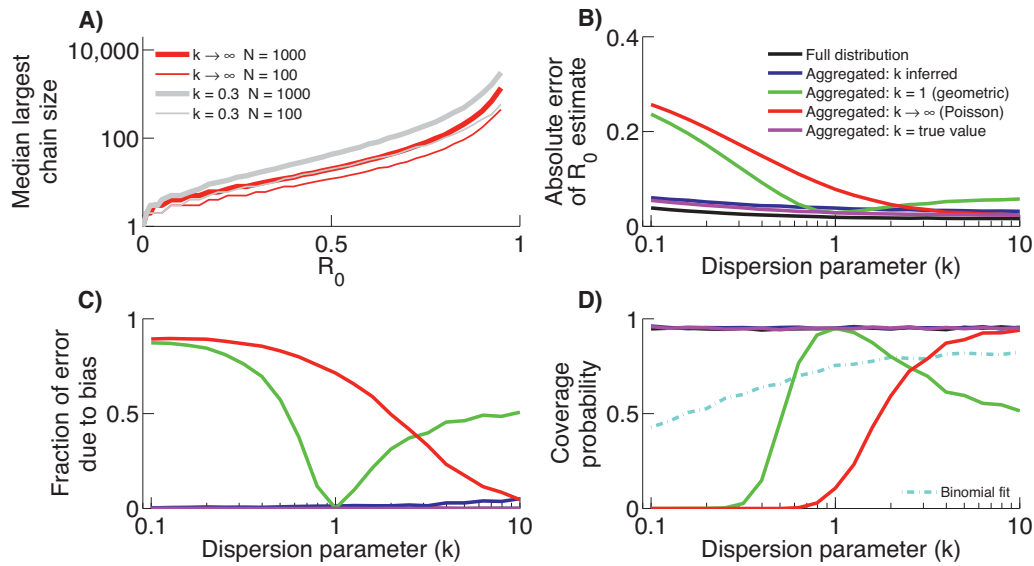 A)
Median largest
chain size
10,000
100
1
k → ∞ N = 1000
k → ∞ N = 100
k = 0.3 N = 1000
k = 0.3 N = 100
0
0.5
1
R0
B)
Absolute error
of R0 estimate
0.4
0.2
0
Full distribution
Aggregated: k inferred
Aggregated: k = 1 (geometric)
Aggregated: k → ∞ (Poisson)
Aggregated: k = true value
0.1
1
10
Dispersion parameter (k)
C)
Fraction of error
due to bias
1
0.5
0
0.1
1
10
Dispersion parameter (k)
D)
Coverage
probability
1
0.5
0
Binomial fit
0.1
1
10
Dispersion parameter (k)